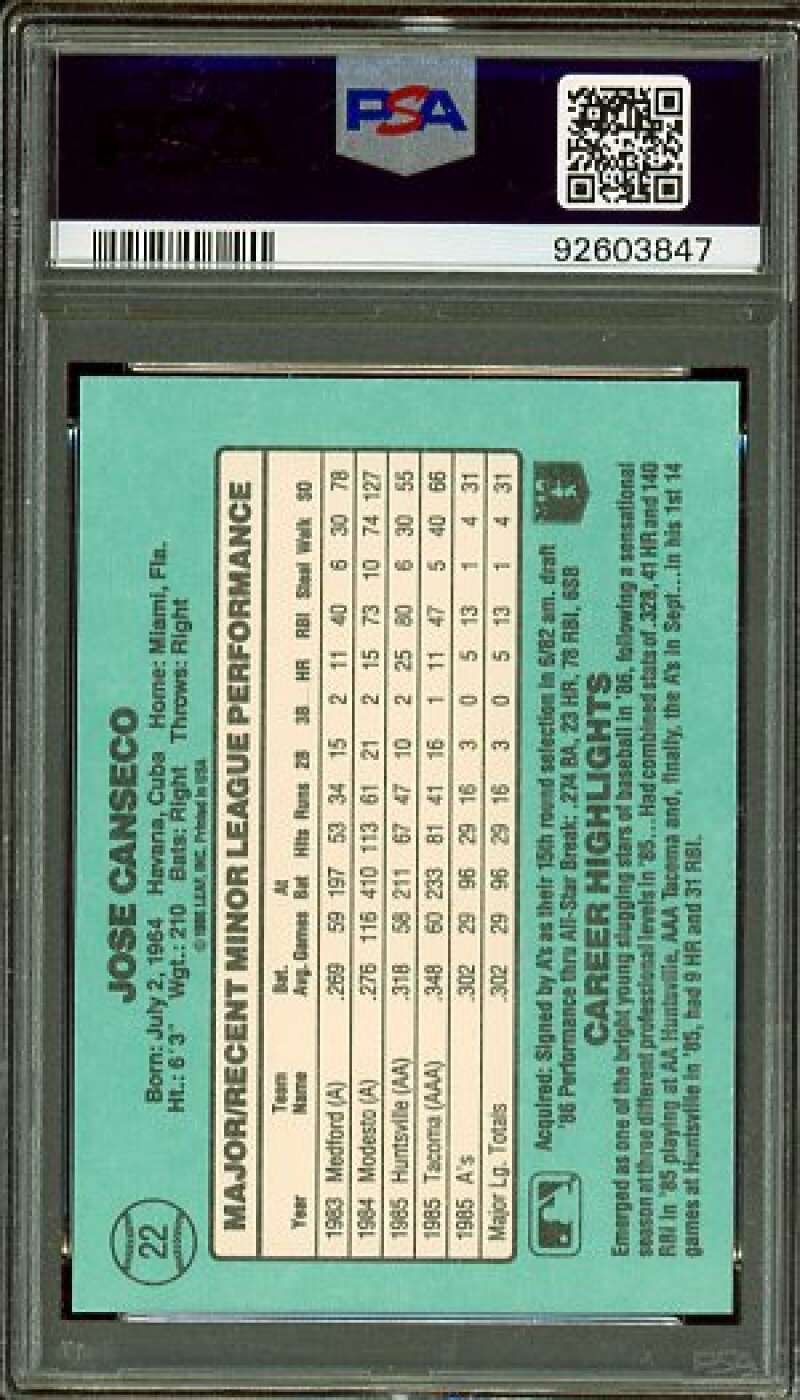 PSA
92603847
22
JOSE CANSECO
Born: July 2, 1964 Havana, Cuba Home: Miami, Fla.
Ht.: 6'3" Wgt.: 210 Bats: Right Throws: Right
© 1986 LEAF, INC. Printed in USA
MAJOR/RECENT MINOR LEAGUE PERFORMANCE
Team Bat. At
Year Name Avg. Games Bat Hits Runs 2B 3B HR RBI Steal Walk SO
1983 Medford (A) .269 59 197 53 34 15 2 11 40 6 30 78
1984 Modesto (A) .276 116 410 113 61 21 2 15 73 10 74 127
1985 Huntsville (AA) .318 58 211 67 47 10 2 25 80 6 30 55
1985 Tacoma (AAA) .348 60 233 81 41 16 1 11 47 5 40 66
1985 A's .302 29 96 29 16 3 0 5 13 1 4 31
Major Lg. Totals .302 29 96 29 16 3 0 5 13 1 4 31
Acquired: Signed by A's as their 15th round selection in 6/82 am. draft
'86 Performance thru All-Star Break: .274 BA, 23 HR, 78 RBI, 6SB
CAREER HIGHLIGHTS
Emerged as one of the bright young slugging stars of baseball in '86, following a sensational
season at three different professional levels in '85...Had combined stats of .328, 41 HR and 140
RBI in '85 playing at AA Huntsville, AAA Tacoma and, finally, the A's in Sept...In his 1st 14
games at Huntsville in '85, had 9 HR and 31 RBI.